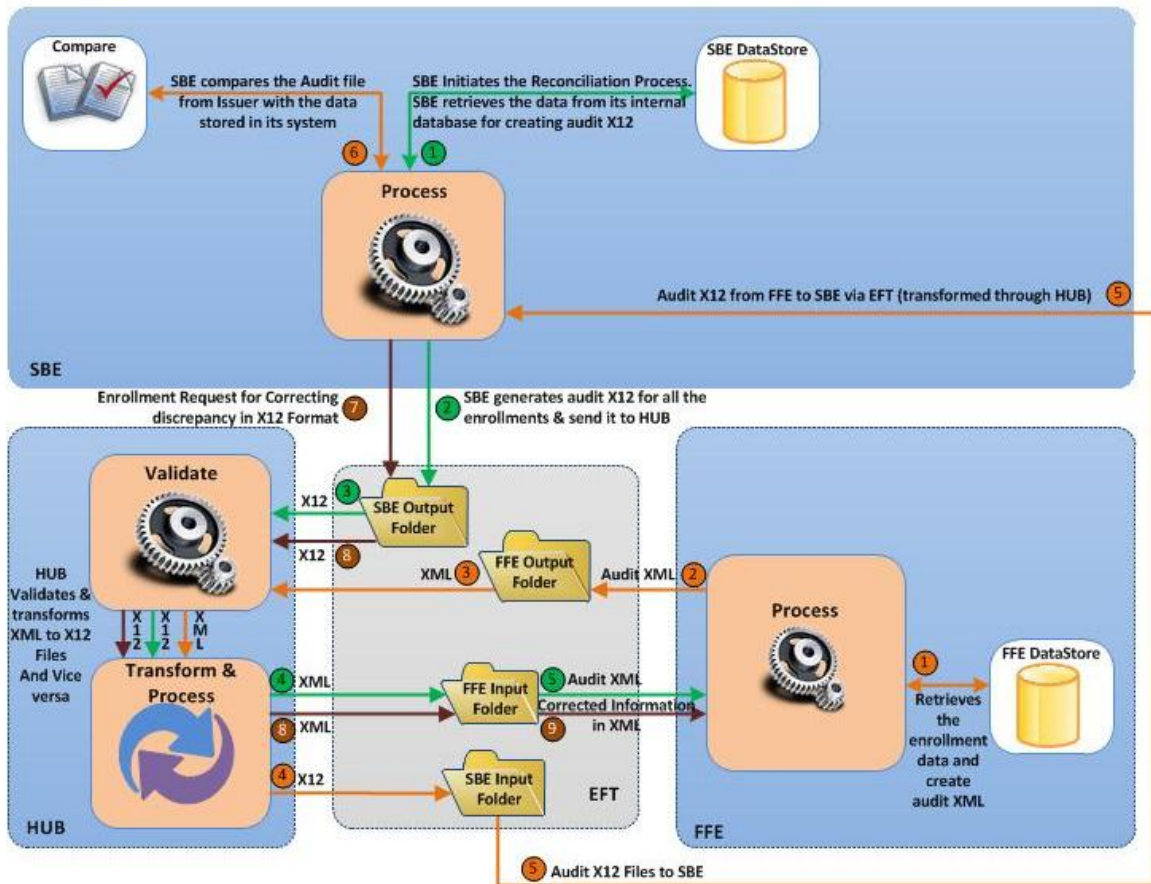 Compare
SBE compares the Audit file
from Issuer with the data
stored in its system
SBE Initiates the Reconciliation Process.
SBE retrieves the data from its internal
database for creating audit X12
SBE DataStore
6
1
Process
Audit X12 from FFE to SBE via EFT (transformed through HUB)
5
SBE
Enrollment Request for Correcting
discrepancy in X12 Format
7
2
SBE generates audit X12 for all the
enrollments & send it to HUB
Validate
X12
3
SBE Output
Folder
X12
8
FFE Output
Folder
XML
3
Audit XML
2
HUB
Validates &
transforms
XML to X12
Files
And Vice
versa
X12
X12
XML
Transform &
Process
4
XML
FFE Input
Folder
5
Audit XML
8
XML
9
Corrected Information
in XML
4
X12
SBE Input
Folder
EFT
HUB
Process
1
Retrieves
the
enrollment
data and
create
audit XML
FFE DataStore
FFE
5
Audit X12 Files to SBE